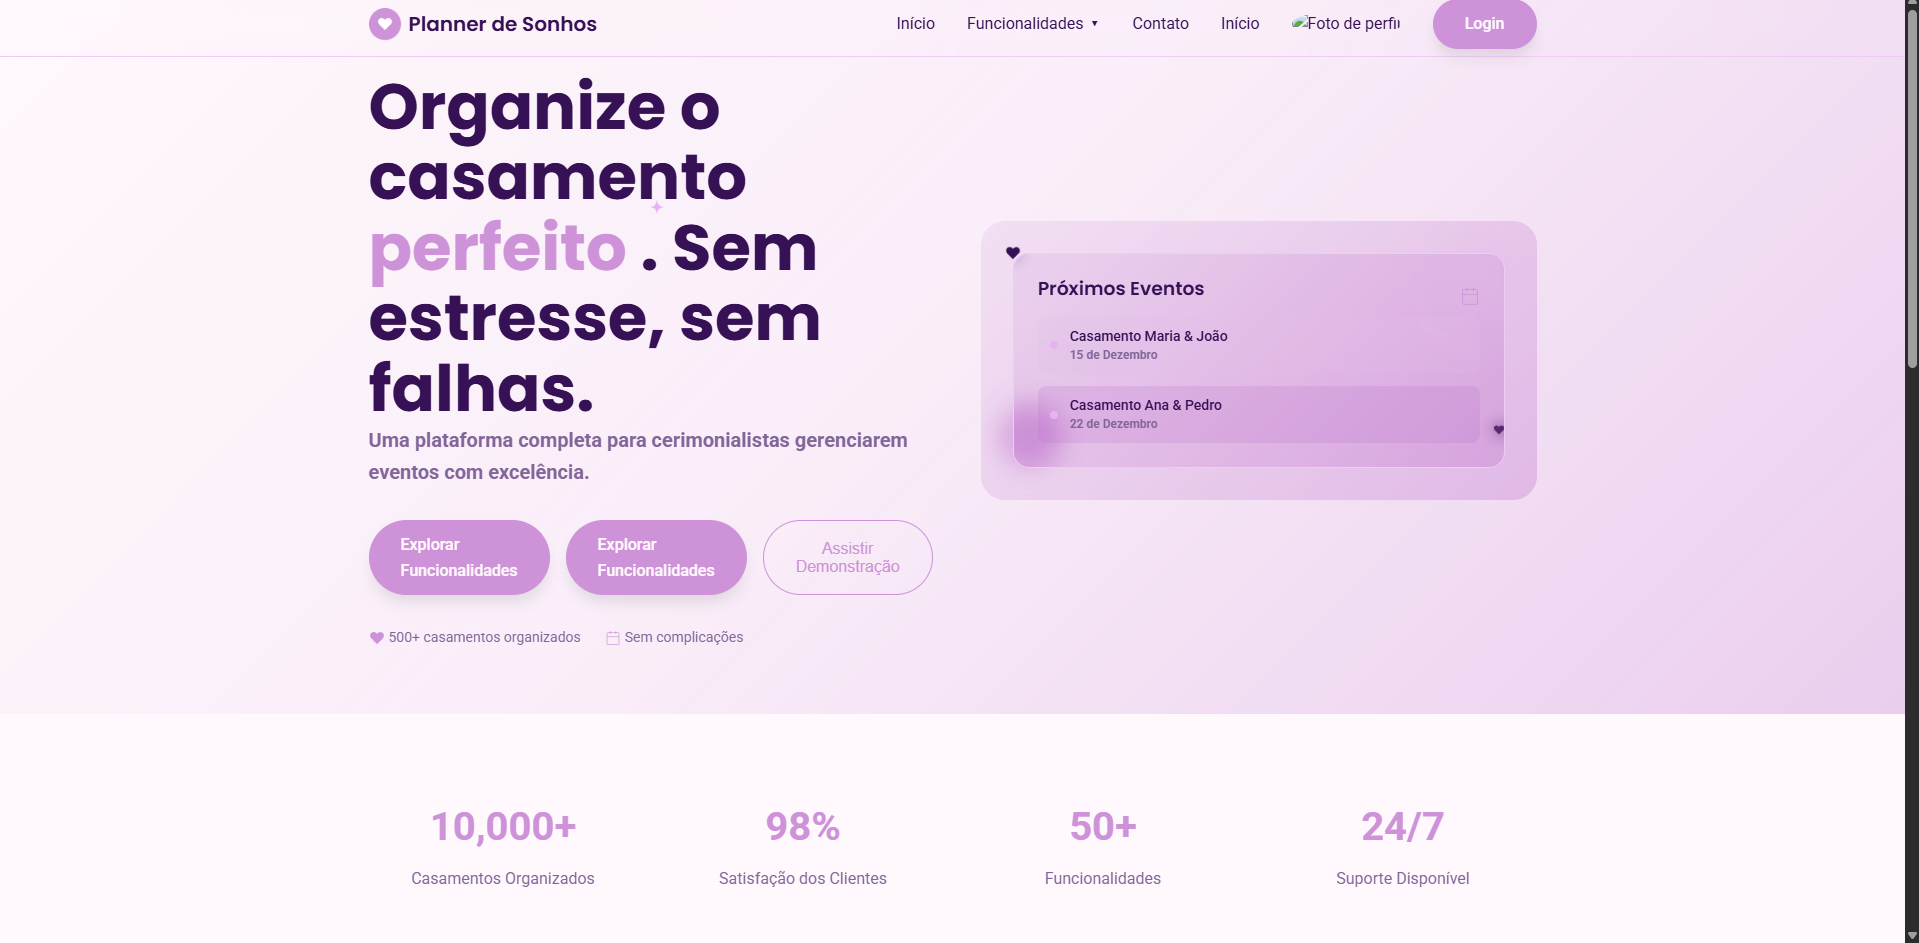 Planner de Sonhos
Início
Funcionalidades ▼
Contato
Início
Foto de perfil
Login
Organize o
casamento
perfeito . Sem
estresse, sem
falhas.
Uma plataforma completa para cerimonialistas gerenciarem
eventos com excelência.
Explorar
Funcionalidades
Explorar
Funcionalidades
Assistir
Demonstração
500+ casamentos organizados
Sem complicações
Próximos Eventos
Casamento Maria & João
15 de Dezembro
Casamento Ana & Pedro
22 de Dezembro
10,000+
Casamentos Organizados
98%
Satisfação dos Clientes
50+
Funcionalidades
24/7
Suporte Disponível